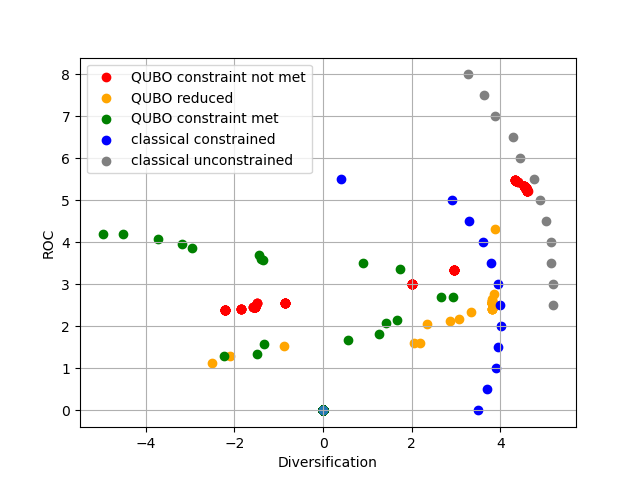 QUBO constraint not met
QUBO reduced
QUBO constraint met
classical constrained
classical unconstrained
8
7
6
5
4
3
2
1
0
ROC
−4
−2
0
2
4
Diversification